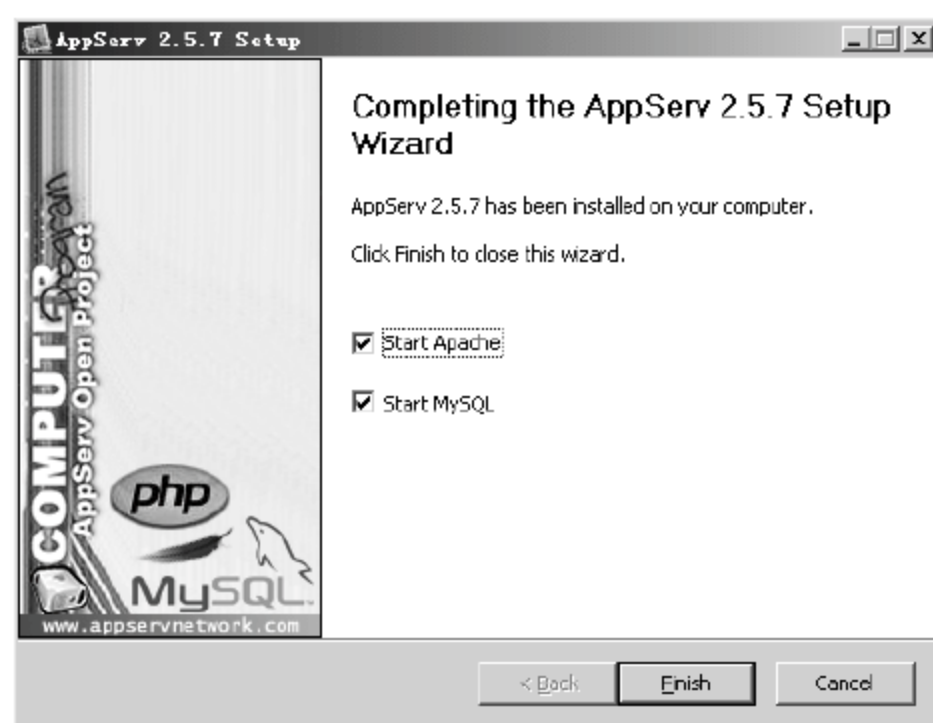 AppServ 2.5.7 Setup
Completing the AppServ 2.5.7 Setup
Wizard
AppServ 2.5.7 has been installed on your computer.
Click Finish to close this wizard.
Start Apache
Start MySQL
COMPUTER
Program
AppServ Open Project
php
MySQL
www.appservnetwork.com
< Back
Finish
Cancel